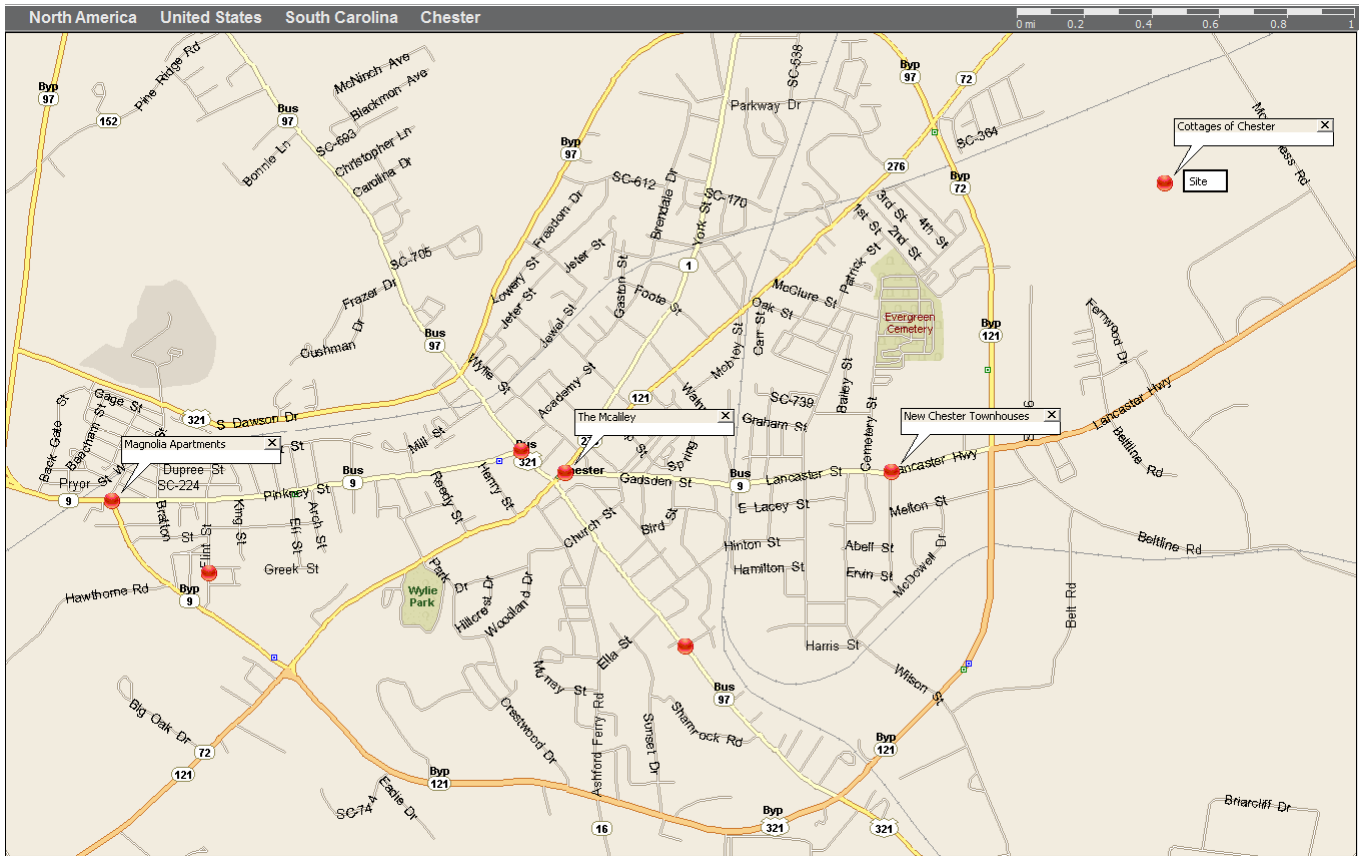 North America United States South Carolina Chester
0 mi 0.2 0.4 0.6 0.8 1
Byp
97
Pine Ridge Rd
152
Bus
97
McNinch Ave
Blackmon Ave
SC-693
Christopher Ln
Bonnie Ln
Carolina Dr
Byp
97
SC-538
Parkway Dr
Byp
97
72
SC-364
276
Byp
72
Cottages of Chester
Site
SC-612
Brendale Dr
SC-170
York St
Freedom Dr
3rd St
4th St
1st St
2nd St
SC-705
Jeter St
Patrick St
1
Lowery St
Gaston St
Frazer Dr
Foote St
McClure St
Oak St
Jeter St
Jewel St
Cushman Dr
Evergreen
Cemetery
Byp
121
Fernwood Dr
Bus
97
Mobley St
Carr St
Wylie St
Academy St
121
Bailey St
Lancaster Hwy
Gage St
321
S Dawson Dr
Back Gate St
Beecham St
SC-739
Graham St
Cemetery St
The Mcaliley
New Chester Townhouses
Magnolia Apartments
Mill St
Bus
321
Spring
Lancaster Hwy
Beltline Rd
Dupree St
SC-224
Pryor St
9
Pinkney St
Bus
9
Gadsden St
Bus
9
Lancaster St
Reedy St
Henry St
Bratton St
King St
Eli St
Arch St
Flint St
Church St
Bird St
E Lacey St
Melton St
Hinton St
Abell St
Beltline Rd
Greek St
Hamilton St
Ervin St
McDowell Dr
Hawthorne Rd
Byp
9
Wylie
Park
Park Dr
Hillcrest Dr
Woodland Dr
Belt Rd
Ella St
Harris St
Wilson St
Murray St
Bus
97
Big Oak Dr
72
121
Crestwood Dr
Ashford Ferry Rd
Sunset Dr
Shamrock Rd
Byp
121
Byp
121
SC-74
Eadie Dr
16
Byp
321
321
Briarcliff Dr